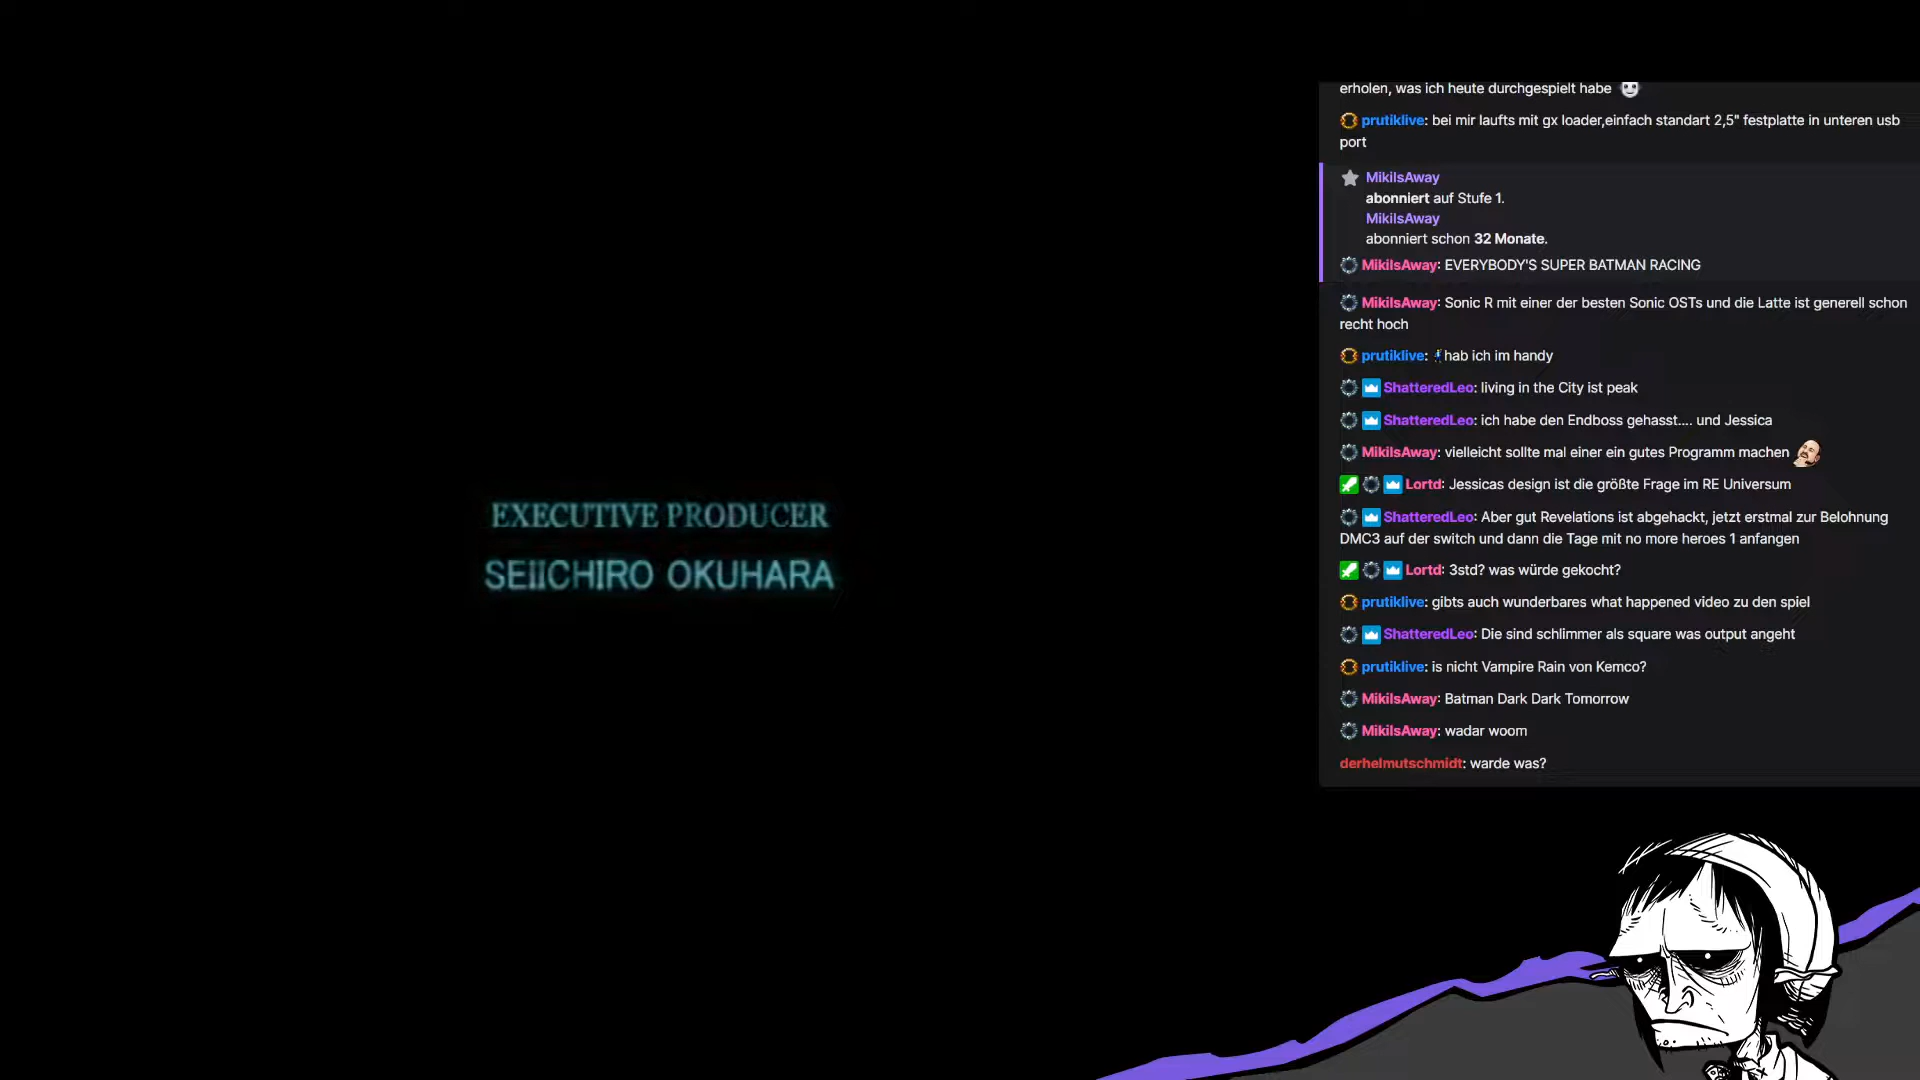 EXECUTIVE PRODUCER
SEIICHIRO OKUHARA
erholen, was ich heute durchgespielt habe
prutiklive: bei mir laufts mit gx loader,einfach standart 2,5" festplatte in unteren usb
port
MikiIsAway
abonniert auf Stufe 1.
MikiIsAway
abonniert schon 32 Monate.
MikiIsAway: EVERYBODY'S SUPER BATMAN RACING
MikiIsAway: Sonic R mit einer der besten Sonic OSTs und die Latte ist generell schon
recht hoch
prutiklive: hab ich im handy
ShatteredLeo: living in the City ist peak
ShatteredLeo: ich habe den Endboss gehasst.... und Jessica
MikiIsAway: vielleicht sollte mal einer ein gutes Programm machen
Lortd: Jessicas design ist die größte Frage im RE Universum
ShatteredLeo: Aber gut Revelations ist abgehackt, jetzt erstmal zur Belohnung
DMC3 auf der switch und dann die Tage mit no more heroes 1 anfangen
Lortd: 3std? was würde gekocht?
prutiklive: gibts auch wunderbares what happened video zu den spiel
ShatteredLeo: Die sind schlimmer als square was output angeht
prutiklive: is nicht Vampire Rain von Kemco?
MikiIsAway: Batman Dark Dark Tomorrow
MikiIsAway: wadar woom
derhelmutschmidt: warde was?